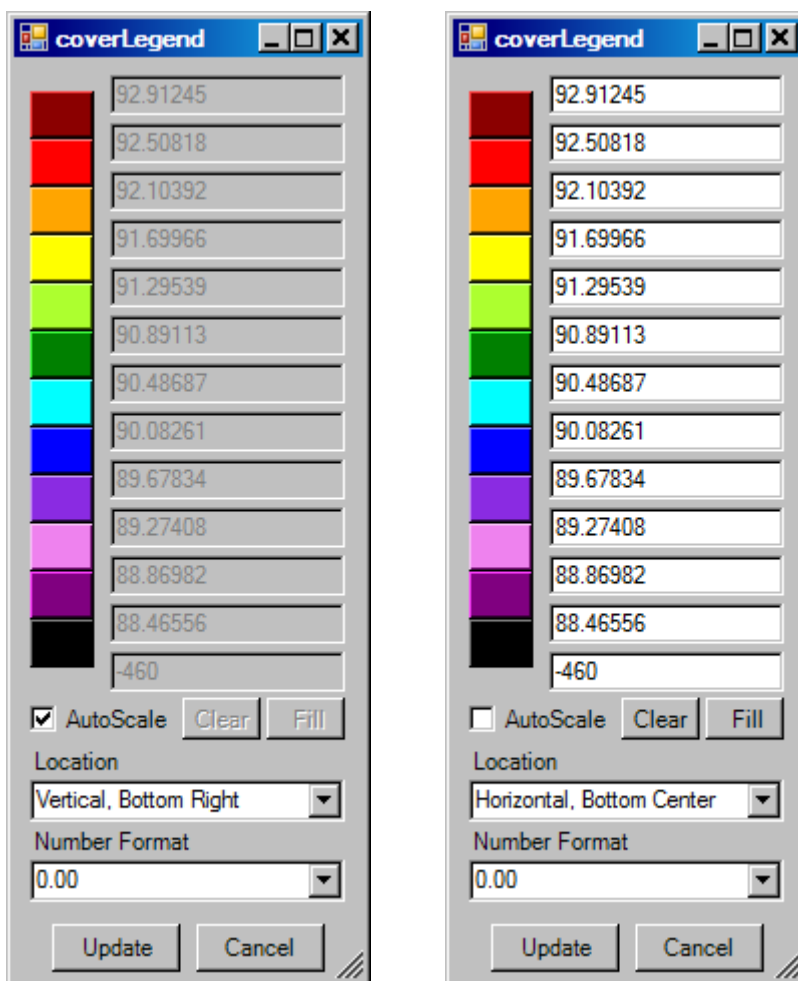 coverLegend
92.91245
92.50818
92.10392
91.69966
91.29539
90.89113
90.48687
90.08261
89.67834
89.27408
88.86982
88.46556
-460
AutoScale Clear Fill
Location
Vertical, Bottom Right
Number Format
0.00
Update Cancel
coverLegend
92.91245
92.50818
92.10392
91.69966
91.29539
90.89113
90.48687
90.08261
89.67834
89.27408
88.86982
88.46556
-460
AutoScale Clear Fill
Location
Horizontal, Bottom Center
Number Format
0.00
Update Cancel